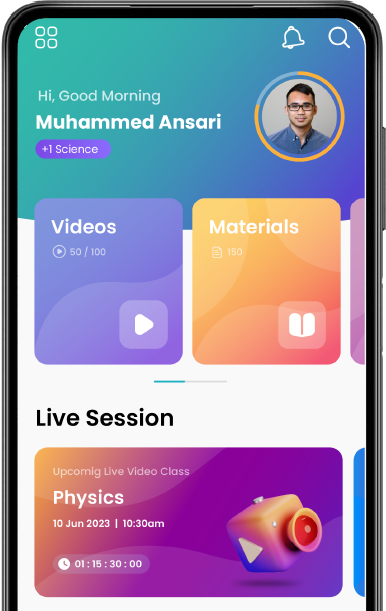 Hi, Good Morning
Muhammed Ansari
+1 Science
Videos
50 / 100
Materials
150
Live Session
Upcomig Live Video Class
Physics
10 Jun 2023 | 10:30am
01 : 15 : 30 : 00